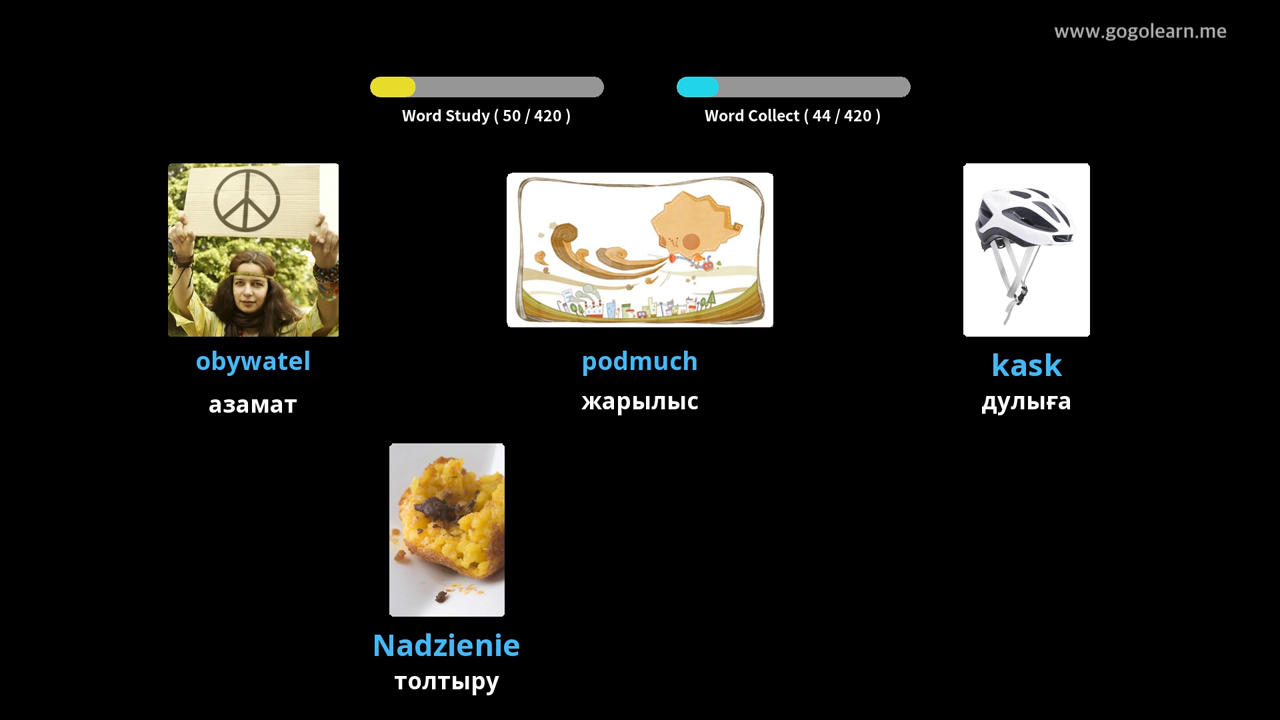 www.gogolearn.me
Word Study ( 50 / 420 )
Word Collect ( 44 / 420 )
obywatel
азамат
podmuch
жарылыс
kask
дулыға
Nadzienie
толтыру